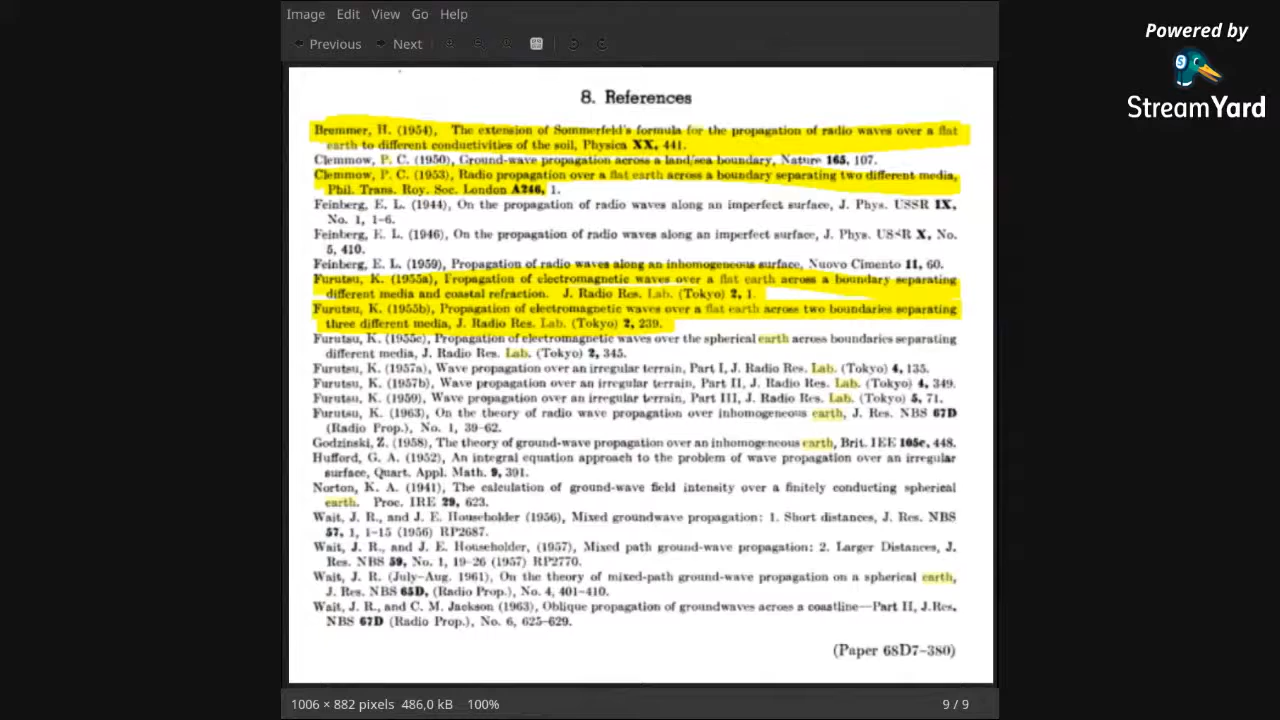 Image Edit View Go Help
Previous Next
Powered by
StreamYard
8. References
Bremmer, H. (1954), The extension of Sommerfeld's formula for the propagation of radio waves over a flat
earth to different conductivities of the soil, Physica XX, 441.
Clemmow, P. C. (1950), Ground-wave propagation across a land/sea boundary, Nature 165, 107.
Clemmow, P. C. (1953), Radio propagation over a flat earth across a boundary separating two different media,
Phil. Trans. Roy. Soc. London A246, 1.
Feinberg, E. L. (1944), On the propagation of radio waves along an imperfect surface, J. Phys. USSR IX,
No. 1, 1-6.
Feinberg, E. L. (1946), On the propagation of radio waves along an imperfect surface, J. Phys. USSR X, No.
5, 410.
Feinberg, E. L. (1959), Propagation of radio waves along an inhomogeneous surface, Nuovo Cimento 11, 60.
Furutsu, K. (1955a), Propagation of electromagnetic waves over a flat earth across a boundary separating
different media and coastal refraction. J. Radio Res. Lab. (Tokyo) 2, 1.
Furutsu, K. (1955b), Propagation of electromagnetic waves over a flat earth across two boundaries separating
three different media, J. Radio Res. Lab. (Tokyo) 2, 239.
Furutsu, K. (1955c), Propagation of electromagnetic waves over the spherical earth across boundaries separating
different media, J. Radio Res. Lab. (Tokyo) 2, 345.
Furutsu, K. (1957a), Wave propagation over an irregular terrain, Part I, J. Radio Res. Lab. (Tokyo) 4, 135.
Furutsu, K. (1957b), Wave propagation over an irregular terrain, Part II, J. Radio Res. Lab. (Tokyo) 4, 349.
Furutsu, K. (1959), Wave propagation over an irregular terrain, Part III, J. Radio Res. Lab. (Tokyo) 5, 71.
Furutsu, K. (1963), On the theory of radio wave propagation over inhomogeneous earth, J. Res. NBS 67D
(Radio Prop.), No. 1, 39-62.
Godzinski, Z. (1958), The theory of ground-wave propagation over an inhomogeneous earth, Brit. IEE 105c, 448.
Hufford, G. A. (1952), An integral equation approach to the problem of wave propagation over an irregular
surface, Quart. Appl. Math. 9, 391.
Norton, K. A. (1941), The calculation of ground-wave field intensity over a finitely conducting spherical
earth. Proc. IRE 29, 623.
Wait, J. R., and J. E. Householder (1956), Mixed groundwave propagation: 1. Short distances, J. Res. NBS
57, 1, 1-15 (1956) RP2687.
Wait, J. R., and J. E. Householder, (1957), Mixed path ground-wave propagation: 2. Larger Distances, J.
Res. NBS 59, No. 1, 19-26 (1957) RP2770.
Wait, J. R. (July-Aug. 1961), On the theory of mixed-path ground-wave propagation on a spherical earth,
J. Res. NBS 65D, (Radio Prop.), No. 4, 401-410.
Wait, J. R., and C. M. Jackson (1963), Oblique propagation of groundwaves across a coastline—Part II, J.Res.
NBS 67D (Radio Prop.), No. 6, 625-629.
(Paper 68D7-380)
1006 × 882 pixels 486,0 kB 100% 9 / 9